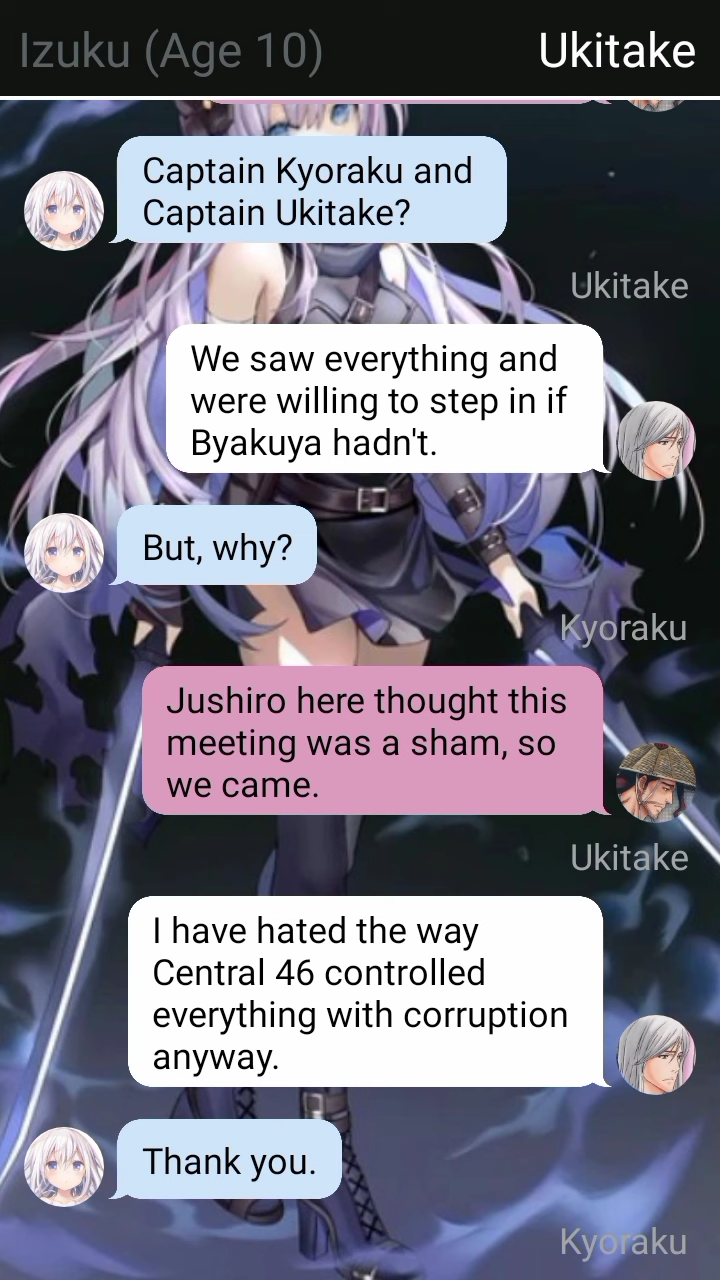 Izuku (Age 10) Ukitake
Captain Kyoraku and
Captain Ukitake?
Ukitake
We saw everything and
were willing to step in if
Byakuya hadn't.
But, why?
Kyoraku
Jushiro here thought this
meeting was a sham, so
we came.
Ukitake
I have hated the way
Central 46 controlled
everything with corruption
anyway.
Thank you.
Kyoraku